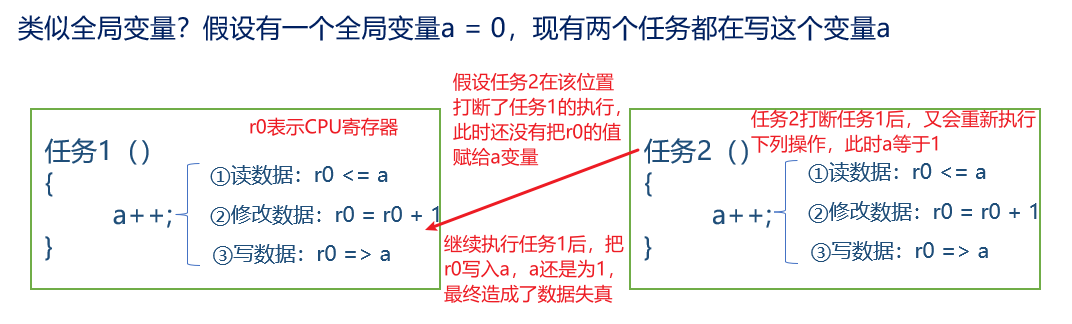 类似全局变量？假设有一个全局变量a = 0，现有两个任务都在写这个变量a
假设任务2在该位置
打断了任务1的执行，
此时还没有把r0的值
赋给a变量
r0表示CPU寄存器
任务1（）
{
a++;
}
①读数据：r0 <= a
②修改数据：r0 = r0 + 1
③写数据：r0 => a
继续执行任务1后，把
r0写入a，a还是为1，
最终造成了数据失真
任务2打断任务1后，又会重新执行
下列操作，此时a等于1
任务2（）
{
a++;
}
①读数据：r0 <= a
②修改数据：r0 = r0 + 1
③写数据：r0 => a